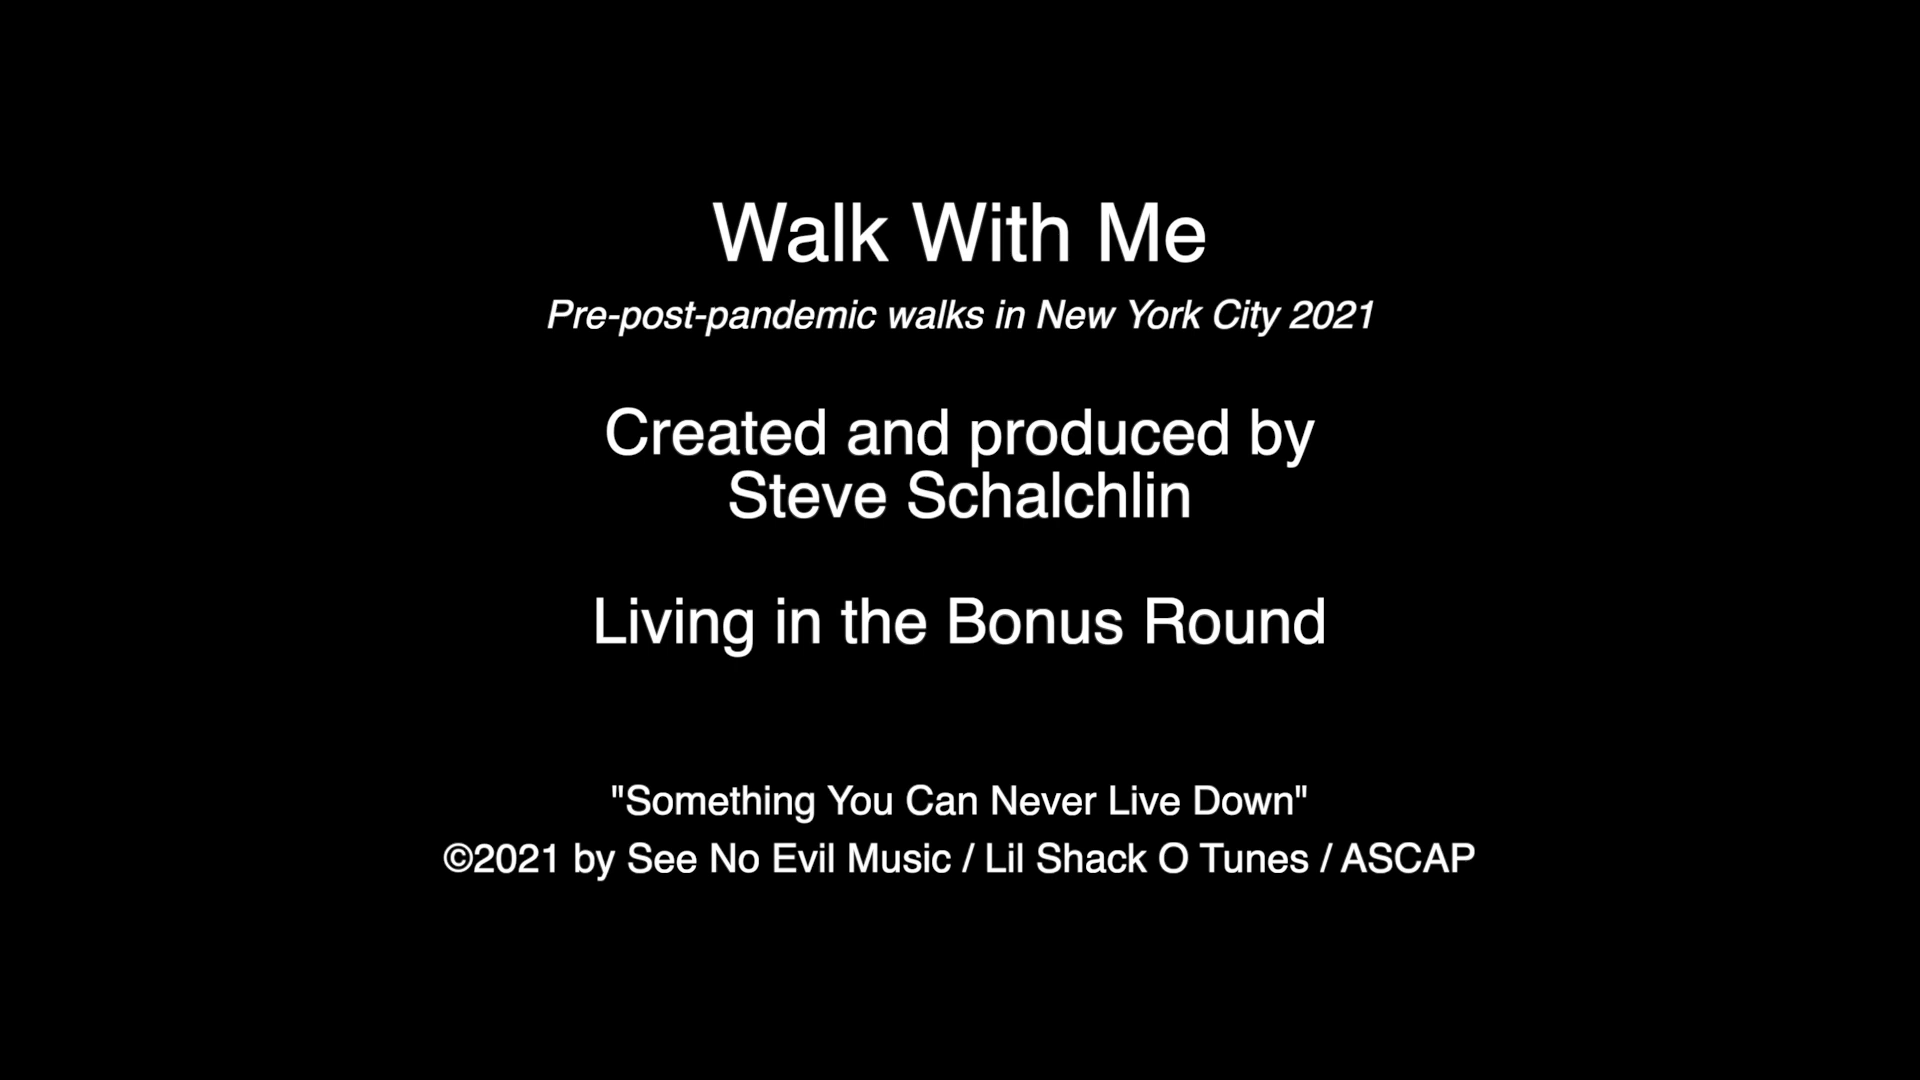 Walk With Me
Pre-post-pandemic walks in New York City 2021
Created and produced by
Steve Schalchlin
Living in the Bonus Round
"Something You Can Never Live Down"
©2021 by See No Evil Music / Lil Shack O Tunes / ASCAP